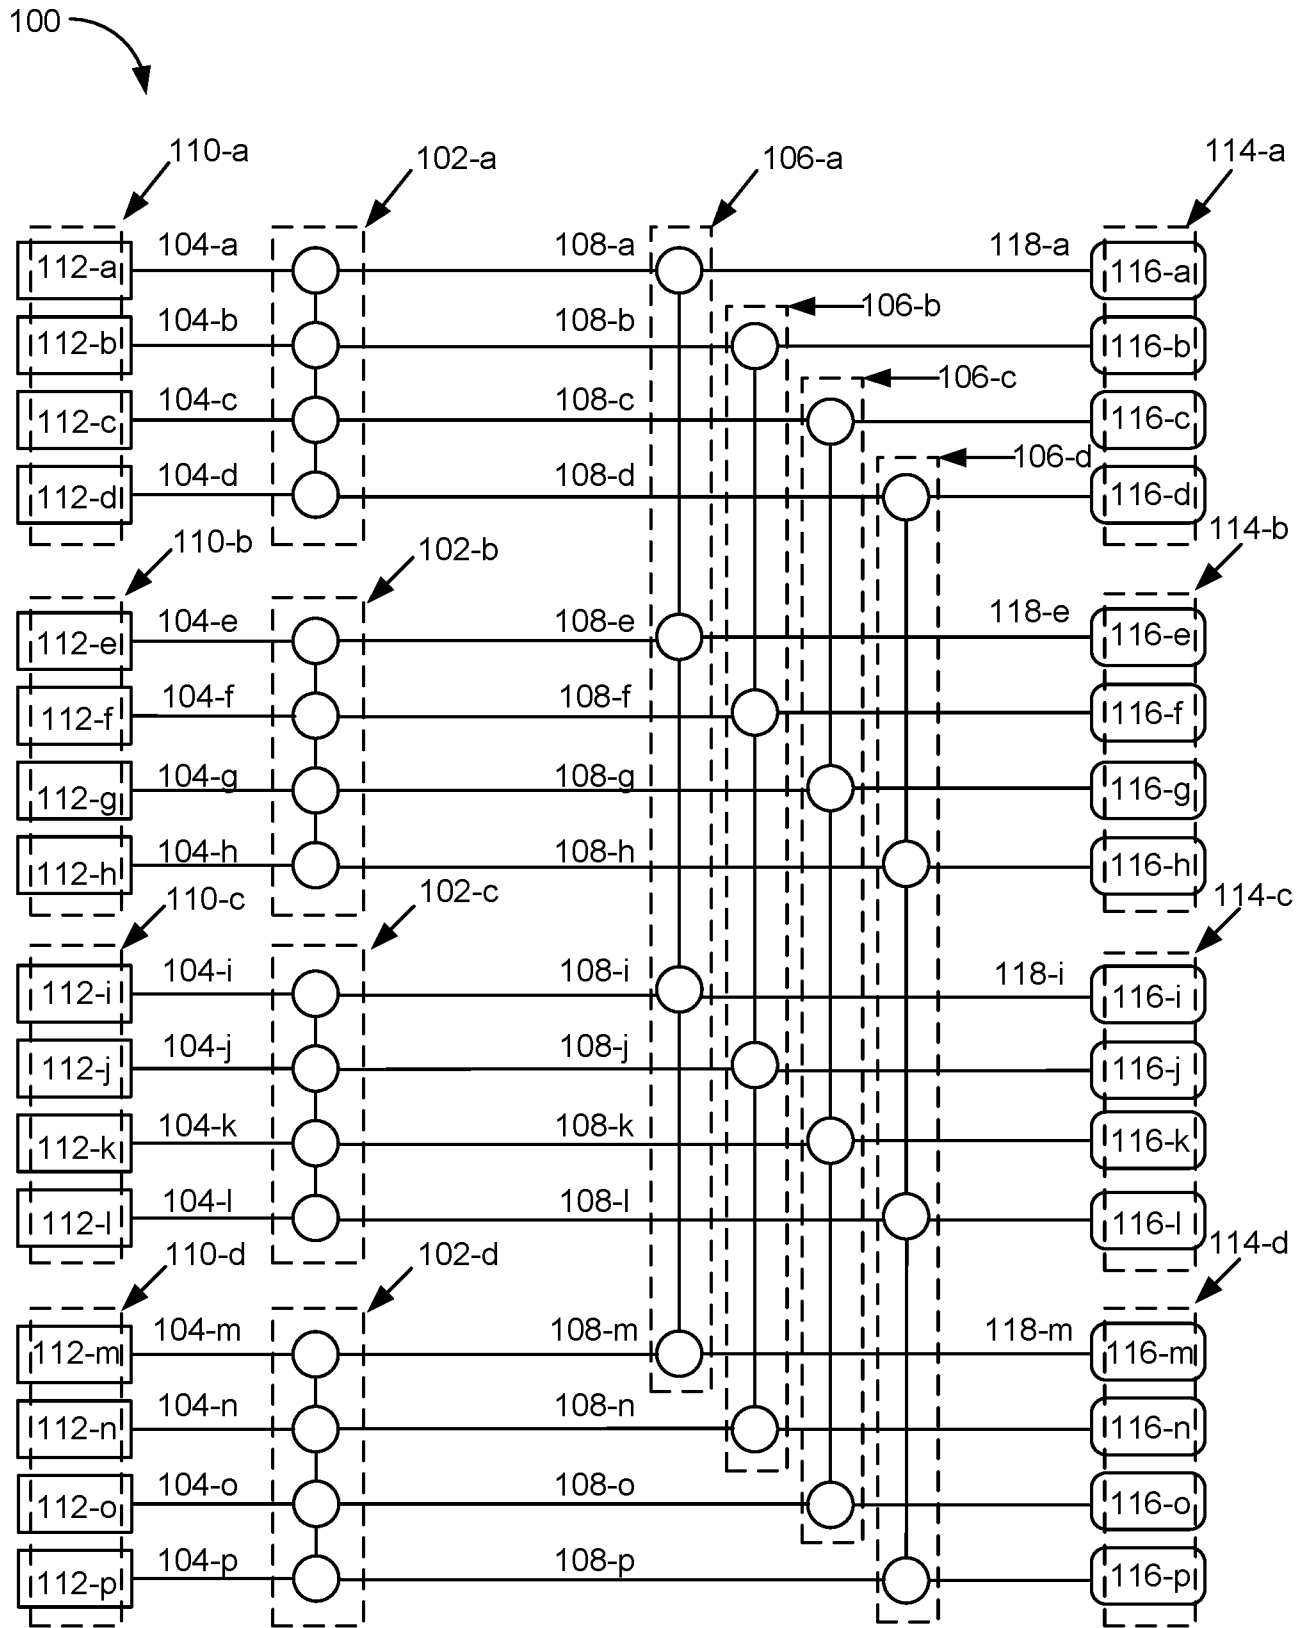 100
110-a 102-a 106-a 114-a
112-a 104-a 108-a 118-a 116-a
106-b
112-b 104-b 108-b 116-b
106-c
112-c 104-c 108-c 116-c
106-d
112-d 104-d 108-d 116-d
110-b 102-b 114-b
112-e 104-e 108-e 118-e 116-e
112-f 104-f 108-f 116-f
112-g 104-g 108-g 116-g
112-h 104-h 108-h 116-h
110-c 102-c 114-c
112-i 104-i 108-i 118-i 116-i
112-j 104-j 108-j 116-j
112-k 104-k 108-k 116-k
112-l 104-l 108-l 116-l
110-d 102-d 114-d
112-m 104-m 108-m 118-m 116-m
112-n 104-n 108-n 116-n
112-o 104-o 108-o 116-o
112-p 104-p 108-p 116-p